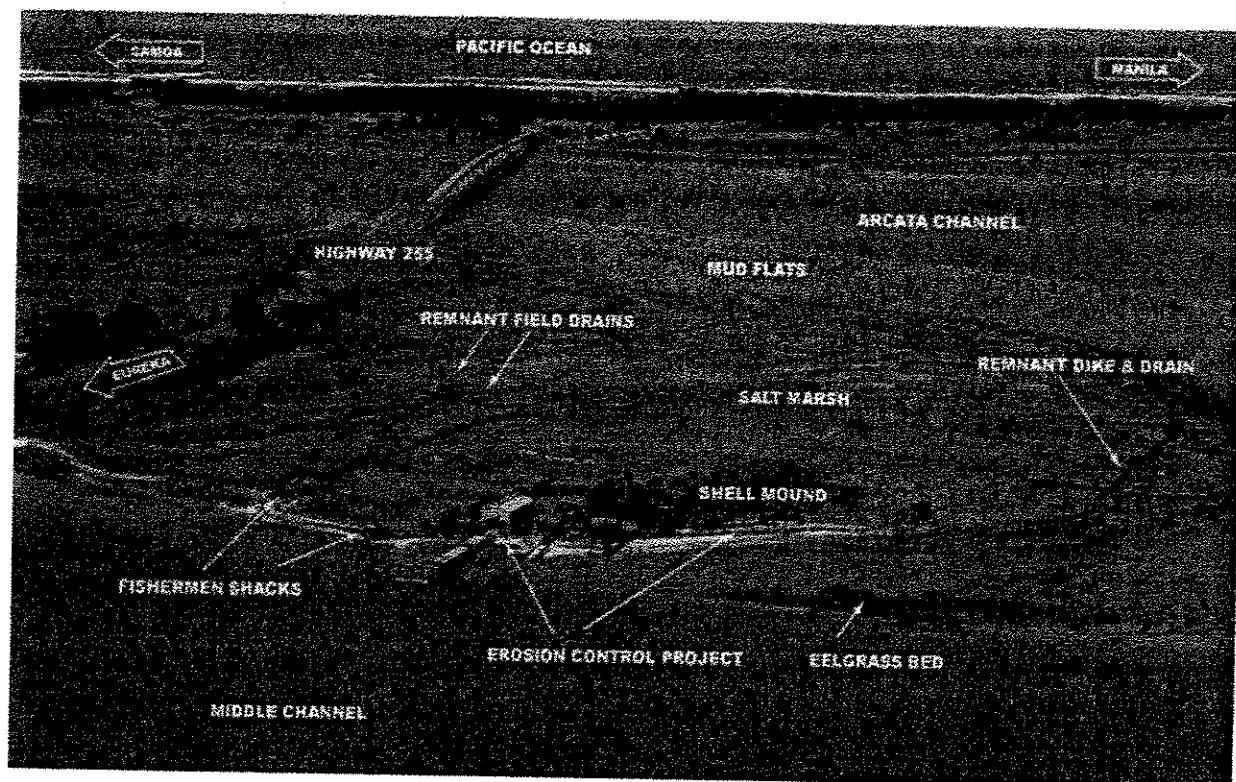 SAMOA
PACIFIC OCEAN
MANILA
ARCATA CHANNEL
HIGHWAY 255
MUD FLATS
REMNANT FIELD DRAINS
EUREKA
REMNANT DIKE & DRAIN
SALT MARSH
SHELL MOUND
FISHERMEN SHACKS
EROSION CONTROL PROJECT
EELGRASS BED
MIDDLE CHANNEL